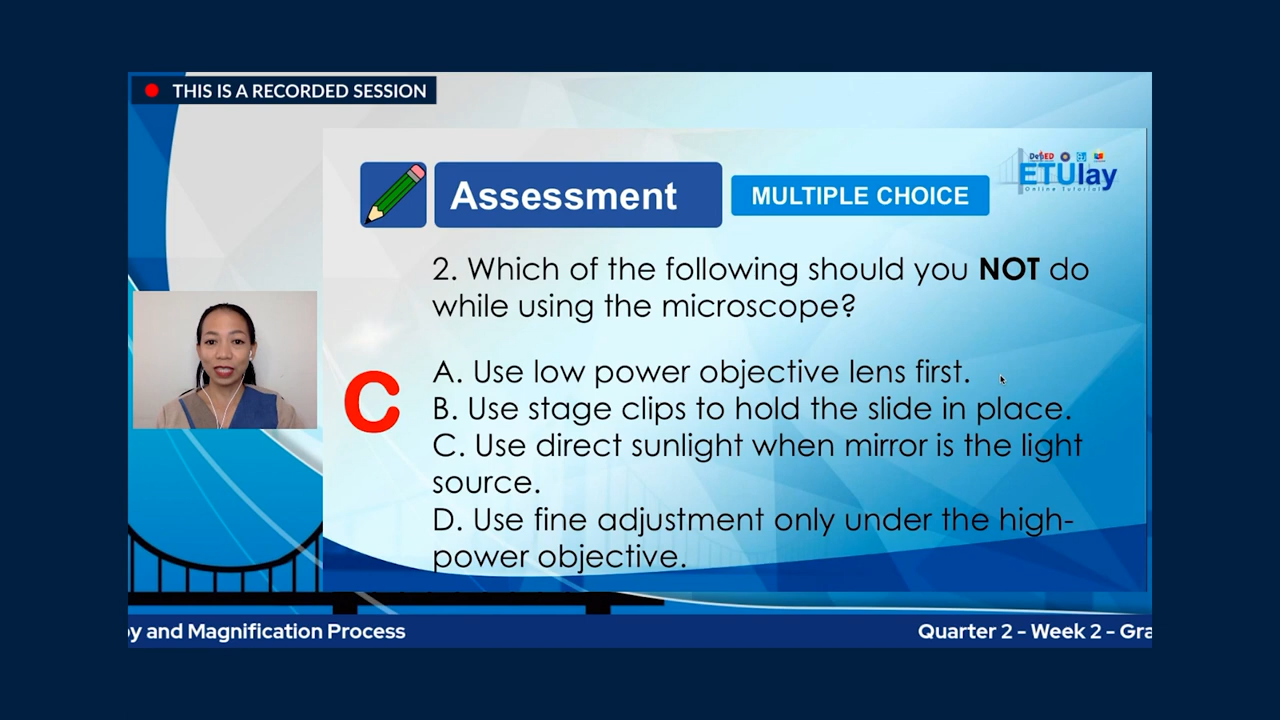 THIS IS A RECORDED SESSION
DepED
ETUlay
Online Tutorial
Assessment
MULTIPLE CHOICE
2. Which of the following should you NOT do
while using the microscope?
C
A. Use low power objective lens first.
B. Use stage clips to hold the slide in place.
C. Use direct sunlight when mirror is the light
source.
D. Use fine adjustment only under the high-
power objective.
y and Magnification Process
Quarter 2 - Week 2 - Gra